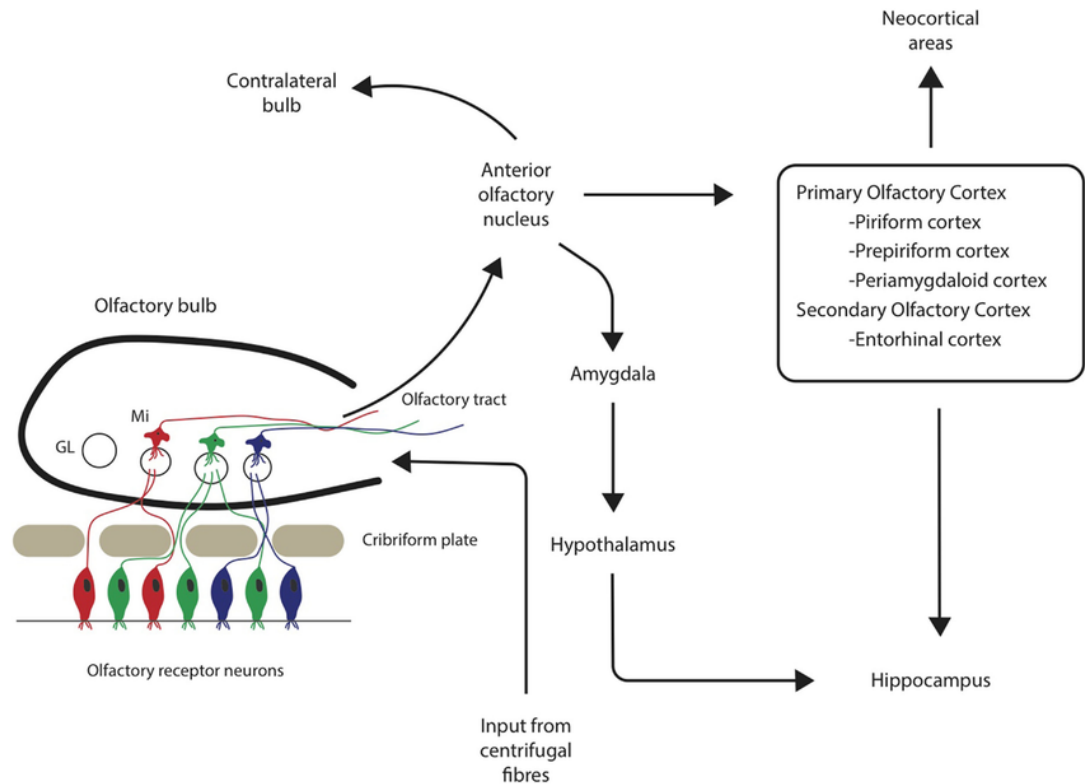 Neocortical
areas
Contralateral
bulb
Anterior
olfactory
nucleus
Primary Olfactory Cortex
-Piriform cortex
-Prepiriform cortex
-Periamygdaloid cortex
Secondary Olfactory Cortex
-Entorhinal cortex
Olfactory bulb
Amygdala
Olfactory tract
Mi
GL
Cribriform plate
Hypothalamus
Olfactory receptor neurons
Hippocampus
Input from
centrifugal
fibres